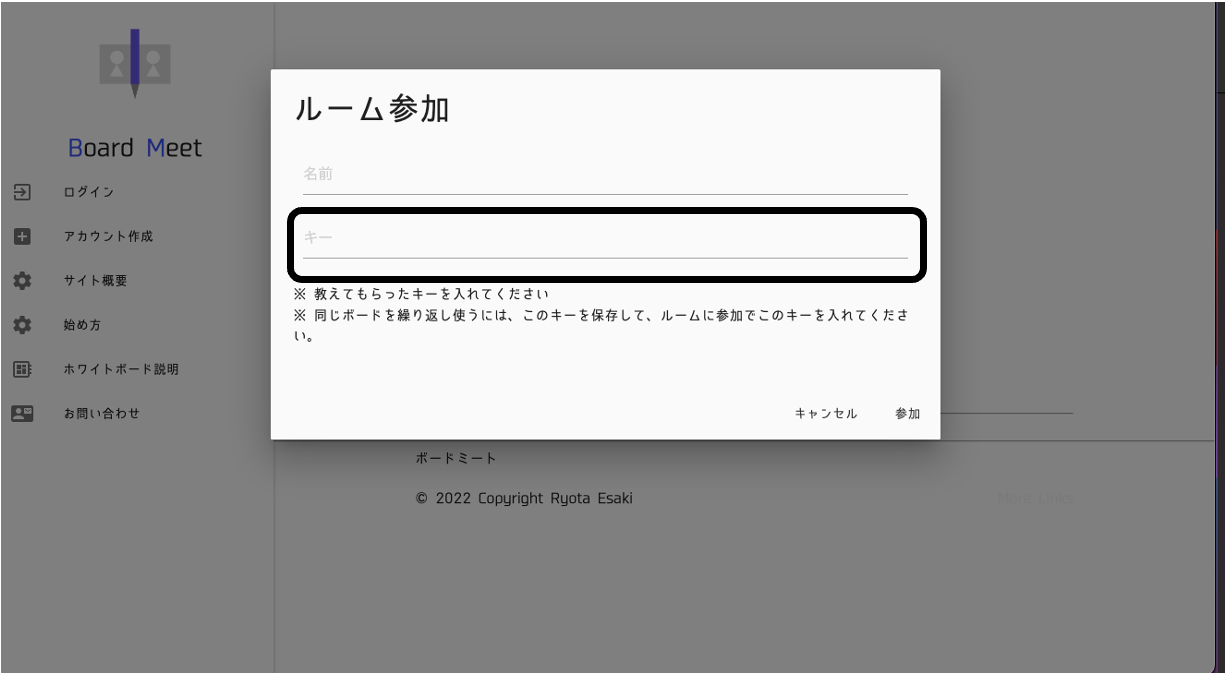 Board Meet
ログイン
アカウント作成
サイト概要
始め方
ホワイトボード説明
お問い合わせ
ルーム参加
名前
キー
※ 教えてもらったキーを入れてください
※ 同じボードを繰り返し使うには、このキーを保存して、ルームに参加でこのキーを入れてくださ
い。
キャンセル 参加
ボードミート
© 2022 Copyright Ryota Esaki
More Links